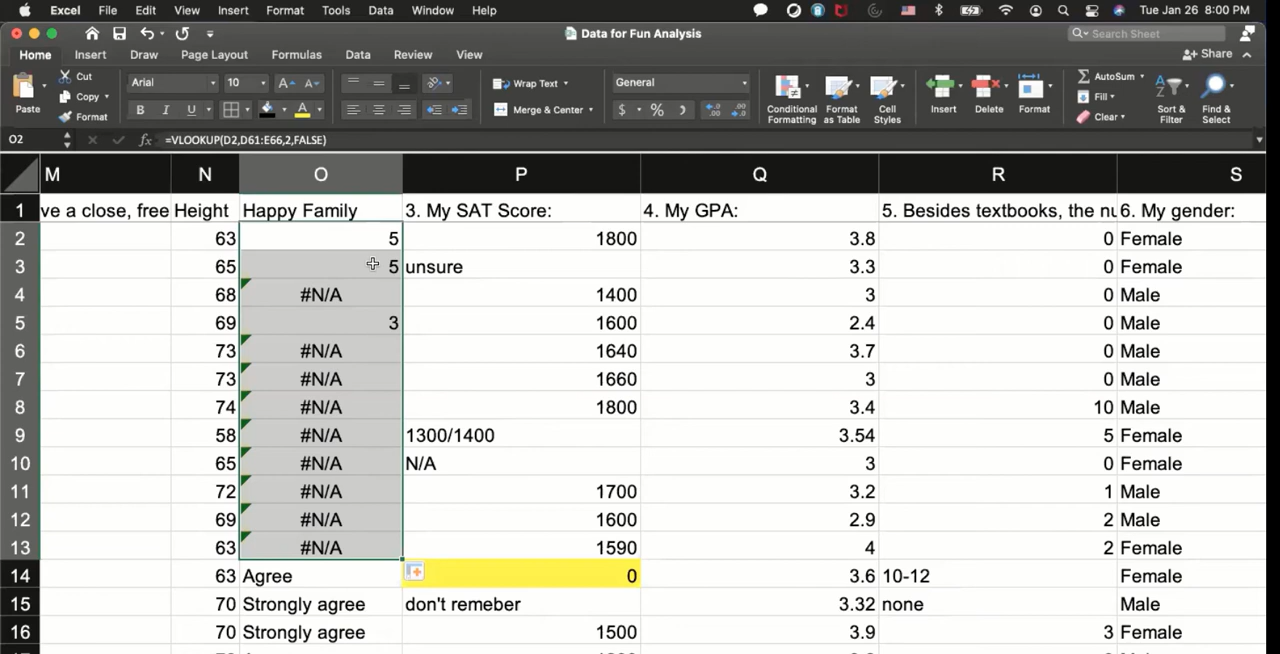 Excel File Edit View Insert Format Tools Data Window Help Tue Jan 26 8:00 PM
Data for Fun Analysis Search Sheet
Home Insert Draw Page Layout Formulas Data Review View Share
Paste Cut Copy Format Arial 10 A A B I U A Wrap Text Merge & Center General $ % Conditional Formatting Format as Table Cell Styles Insert Delete Format AutoSum Fill Clear Sort & Filter Find & Select
O2 fx =VLOOKUP(D2,D61:E66,2,FALSE)
M N O P Q R S
1 ve a close, free Height Happy Family 3. My SAT Score: 4. My GPA: 5. Besides textbooks, the nu 6. My gender:
2 63 5 1800 3.8 0 Female
3 65 5 unsure 3.3 0 Female
4 68 #N/A 1400 3 0 Male
5 69 3 1600 2.4 0 Male
6 73 #N/A 1640 3.7 0 Male
7 73 #N/A 1660 3 0 Male
8 74 #N/A 1800 3.4 10 Male
9 58 #N/A 1300/1400 3.54 5 Female
10 65 #N/A N/A 3 0 Female
11 72 #N/A 1700 3.2 1 Male
12 69 #N/A 1600 2.9 2 Male
13 63 #N/A 1590 4 2 Female
14 63 Agree 0 3.6 10-12 Female
15 70 Strongly agree don't remeber 3.32 none Male
16 70 Strongly agree 1500 3.9 3 Female